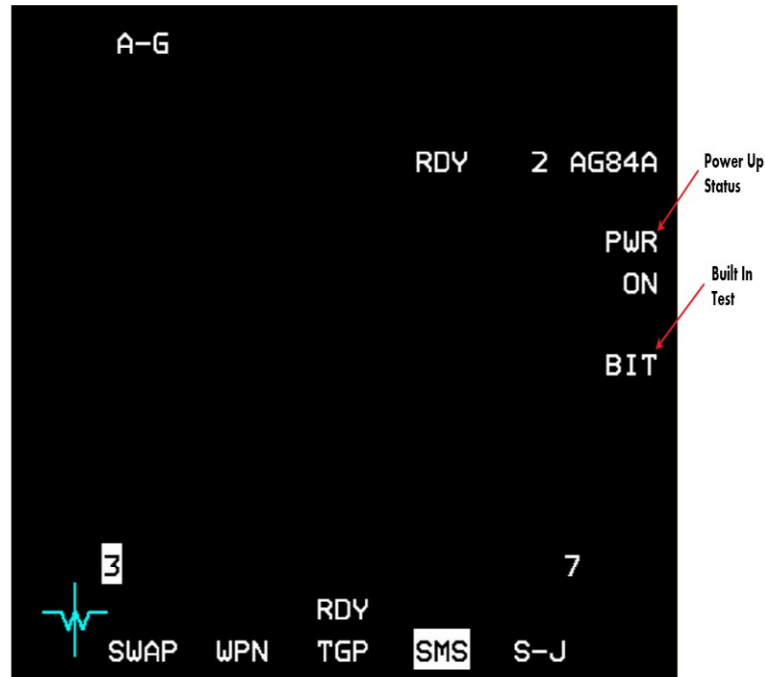 A-G
RDY 2 AG84A
Power Up
Status
PWR
ON
Built In
Test
BIT
3 7
RDY
SWAP WPN TGP SMS S-J